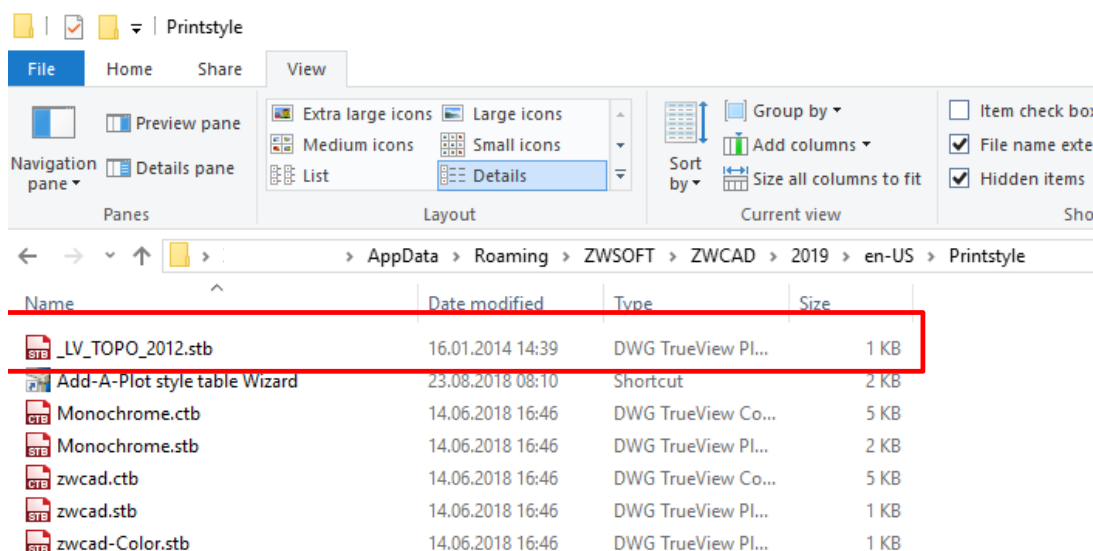 Printstyle
File Home Share View
Extra large icons Large icons Group by Item check box
Preview pane Medium icons Small icons Add columns File name exte
Navigation pane Details pane List Details Sort by Size all columns to fit Hidden items
Panes Layout Current view Sho
AppData > Roaming > ZWSOFT > ZWCAD > 2019 > en-US > Printstyle
Name Date modified Type Size
STB _LV_TOPO_2012.stb 16.01.2014 14:39 DWG TrueView Pl... 1 KB
Add-A-Plot style table Wizard 23.08.2018 08:10 Shortcut 2 KB
CTB Monochrome.ctb 14.06.2018 16:46 DWG TrueView Co... 5 KB
STB Monochrome.stb 14.06.2018 16:46 DWG TrueView Pl... 2 KB
CTB zwcad.ctb 14.06.2018 16:46 DWG TrueView Co... 5 KB
STB zwcad.stb 14.06.2018 16:46 DWG TrueView Pl... 1 KB
STB zwcad-Color.stb 14.06.2018 16:46 DWG TrueView Pl... 1 KB